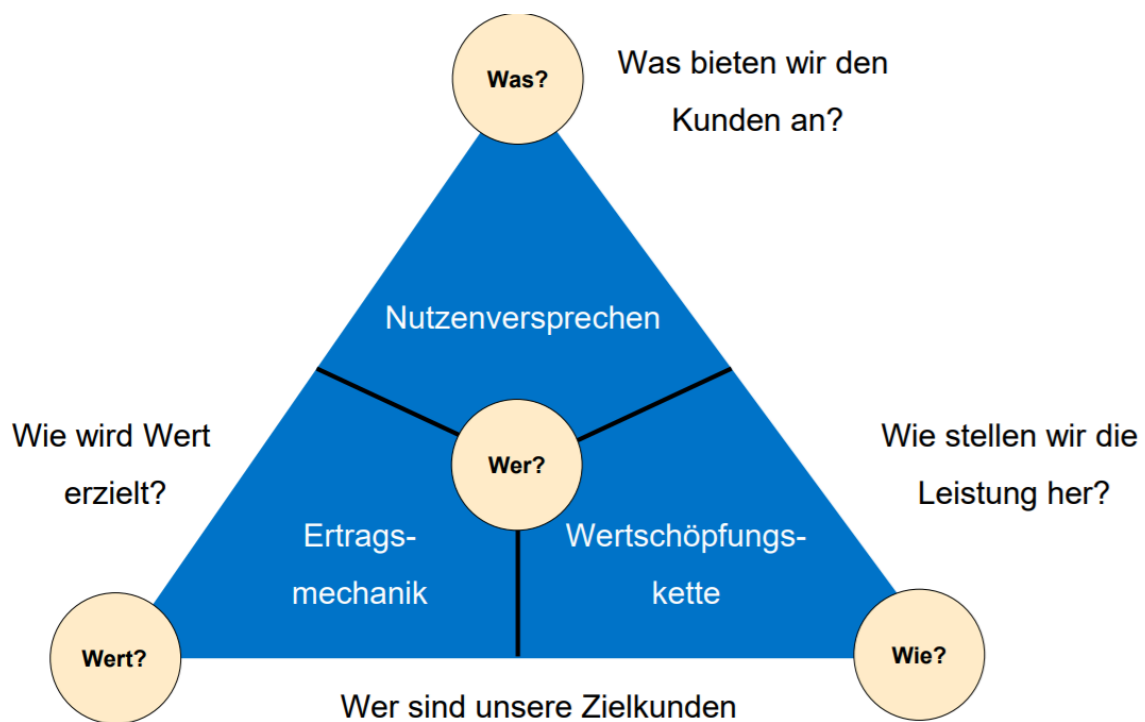 Was?
Was bieten wir den
Kunden an?
Nutzenversprechen
Wie wird Wert
erzielt?
Wer?
Wie stellen wir die
Leistung her?
Ertrags-
mechanik
Wertschöpfungs-
kette
Wert?
Wie?
Wer sind unsere Zielkunden